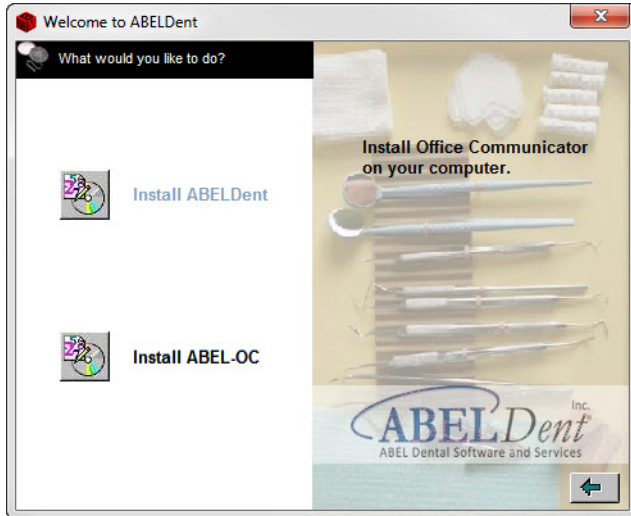 Welcome to ABELDent
What would you like to do?
Install ABELDent
Install ABEL-OC
Install Office Communicator
on your computer.
ABELDent Inc.
ABEL Dental Software and Services